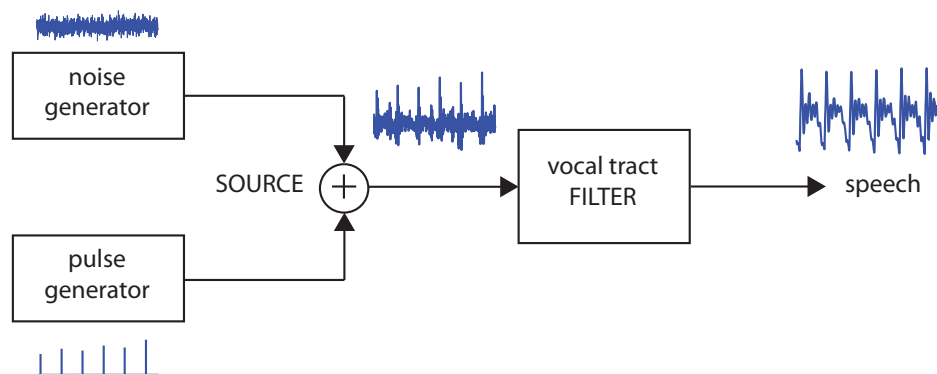 noise
generator
SOURCE
+
vocal tract
FILTER
speech
pulse
generator